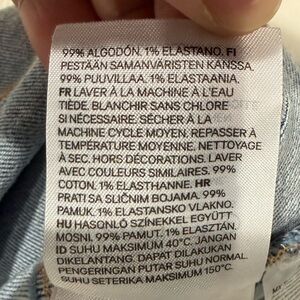 99% ALGODÓN. 1% ELASTANO. FI
PESTÄÄN SAMANVÄRISTEN KANSSA.
99% PUUVILLAA. 1% ELASTAANIA.
FR LAVER À LA MACHINE À L'EAU
TIÈDE. BLANCHIR SANS CHLORE
SI NÉCESSAIRE. SÉCHER À LA
MACHINE CYCLE MOYEN. REPASSER À
TEMPÉRATURE MOYENNE. NETTOYAGE
À SEC. HORS DÉCORATIONS. LAVER
AVEC COULEURS SIMILAIRES. 99%
COTON. 1% ELASTHANNE. HR
PRATI SA SLIČNIM BOJAMA. 99%
PAMUK. 1% ELASTANSKO VLAKNO.
HU HASONLÓ SZÍNEKKEL EGYÜTT
MOSNI. 99% PAMUT. 1% ELASZTÁN.
ID SUHU MAKSIMUM 40°C. JANGAN
DIKELANTANG. DAPAT DILAKUKAN
PENGERINGAN PUTAR SUHU NORMAL.
SUHU SETERIKA MAKSIMUM 150°C.